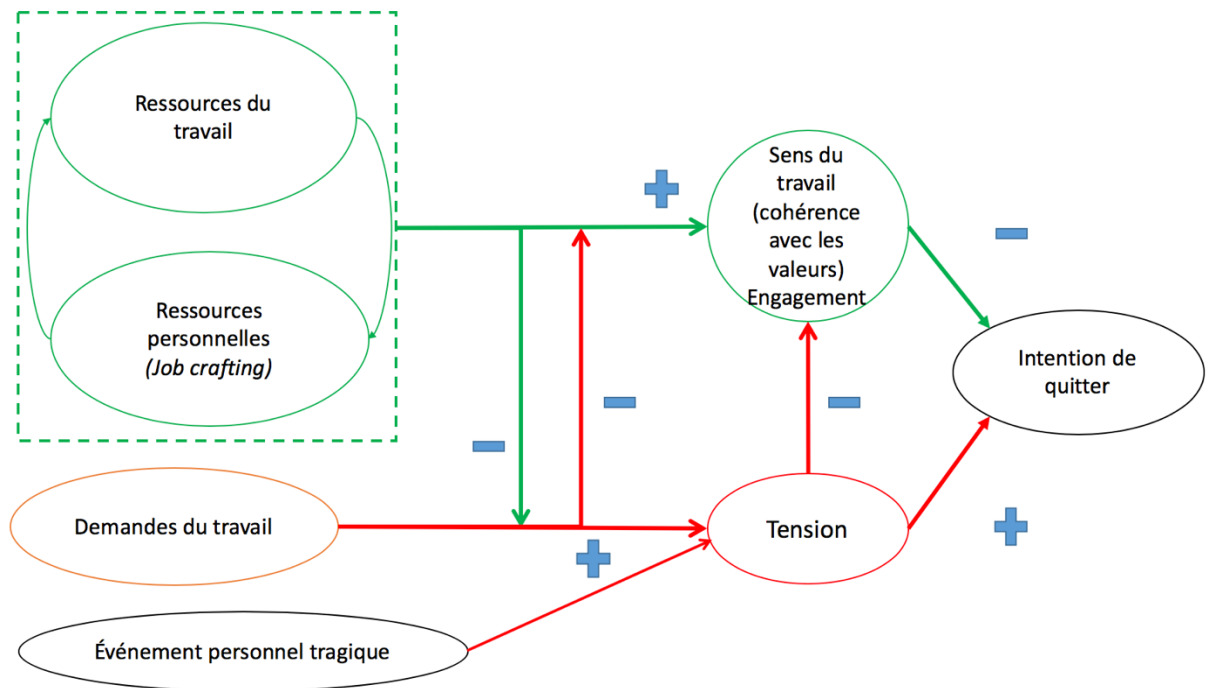 Ressources du
travail
Ressources
personnelles
(Job crafting)
Sens du
travail
(cohérence
avec les
valeurs)
Engagement
Intention de
quitter
Demandes du travail
Tension
Événement personnel tragique